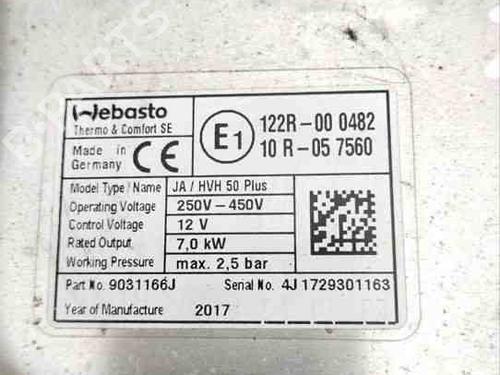 Webasto
Thermo & Comfort SE
Made in Germany
CE
E1
122R-00 0482
10 R-05 7560
Model Type / Name JA / HVH 50 Plus
Operating Voltage 250V-450V
Control Voltage 12 V
Rated Output 7,0 kW
Working Pressure max. 2,5 bar
Part No. 9031166J Serial No. 4J1729301163
Year of Manufacture 2017